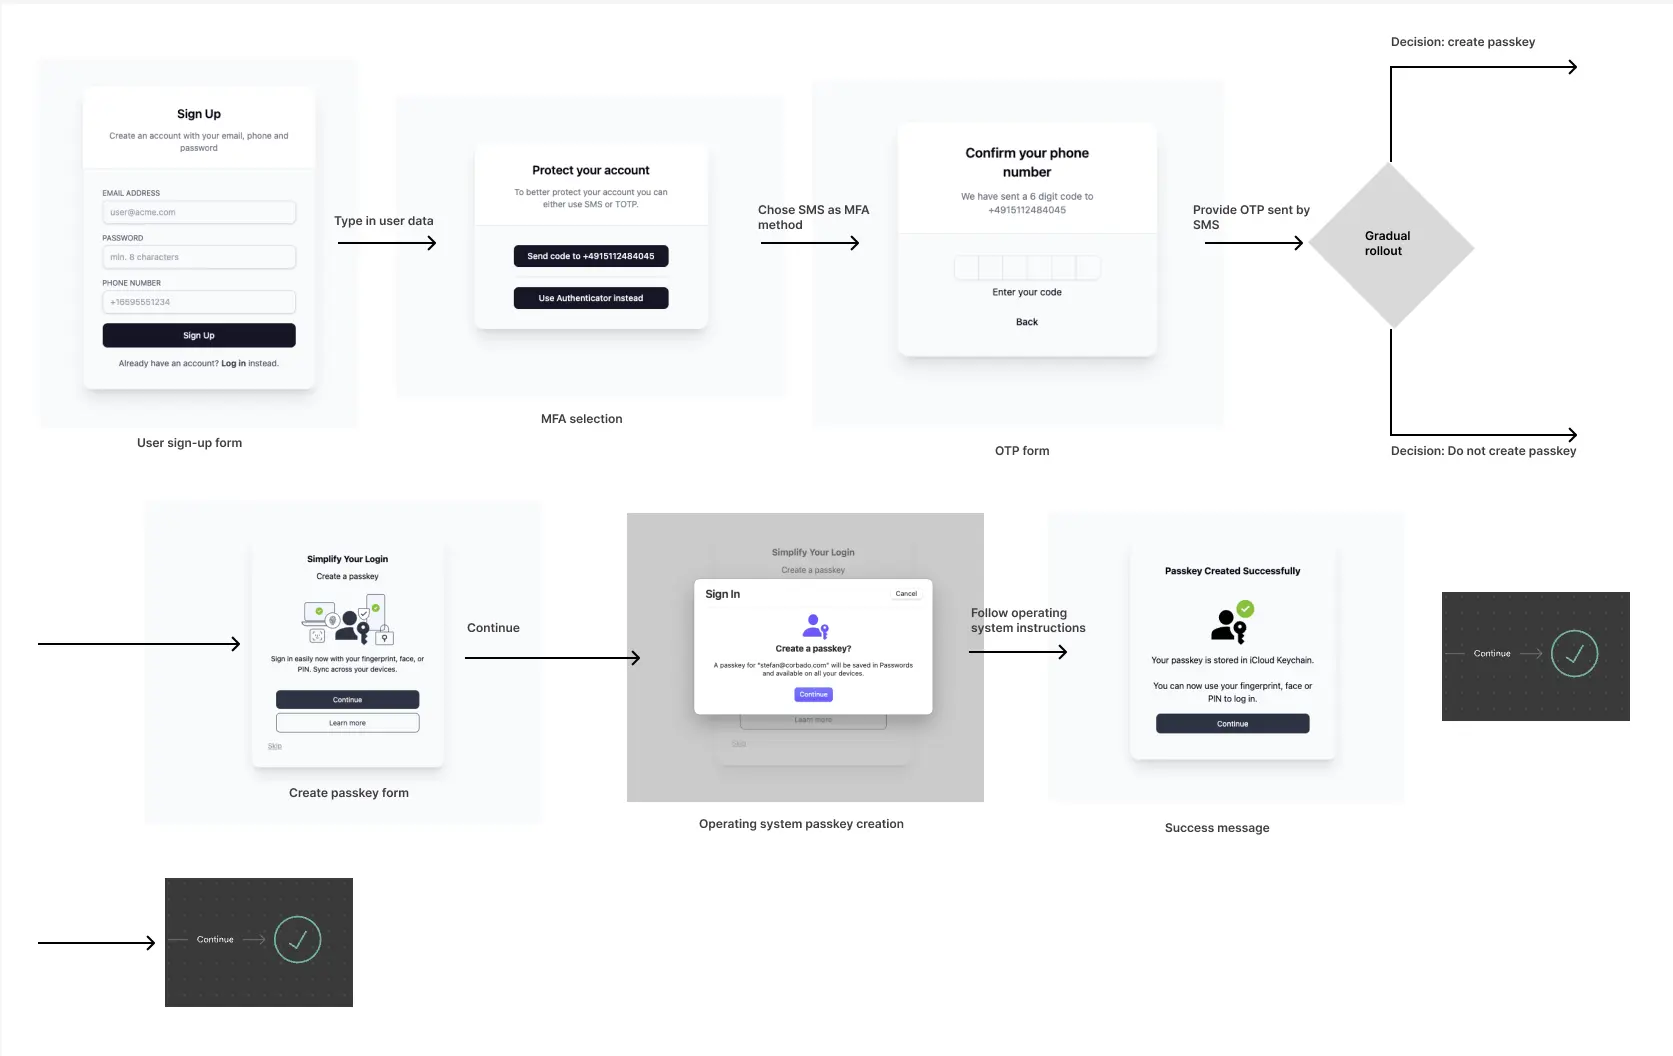 Sign Up
Create an account with your email, phone and
password
EMAIL ADDRESS
user@acme.com
PASSWORD
min. 8 characters
PHONE NUMBER
+16595551234
Sign Up
Already have an account? Log in instead.
User sign-up form
Type in user data
Protect your account
To better protect your account you can
either use SMS or TOTP.
Send code to +4915112484045
Use Authenticator instead
MFA selection
Chose SMS as MFA
method
Confirm your phone
number
We have sent a 6 digit code to
+4915112484045
Enter your code
Back
OTP form
Provide OTP sent by
SMS
Gradual
rollout
Decision: create passkey
Decision: Do not create passkey
Simplify Your Login
Create a passkey
Sign in easily now with your fingerprint, face, or
PIN. Sync across your devices.
Continue
Learn more
Skip
Create passkey form
Continue
Simplify Your Login
Create a passkey
Sign In
Cancel
Create a passkey?
A passkey for "stefan@corbado.com" will be saved in Passwords
and available on all your devices.
Continue
Learn more
Skip
Operating system passkey creation
Follow operating
system instructions
Passkey Created Successfully
Your passkey is stored in iCloud Keychain.
You can now use your fingerprint, face or
PIN to log in.
Continue
Success message
Continue
Continue